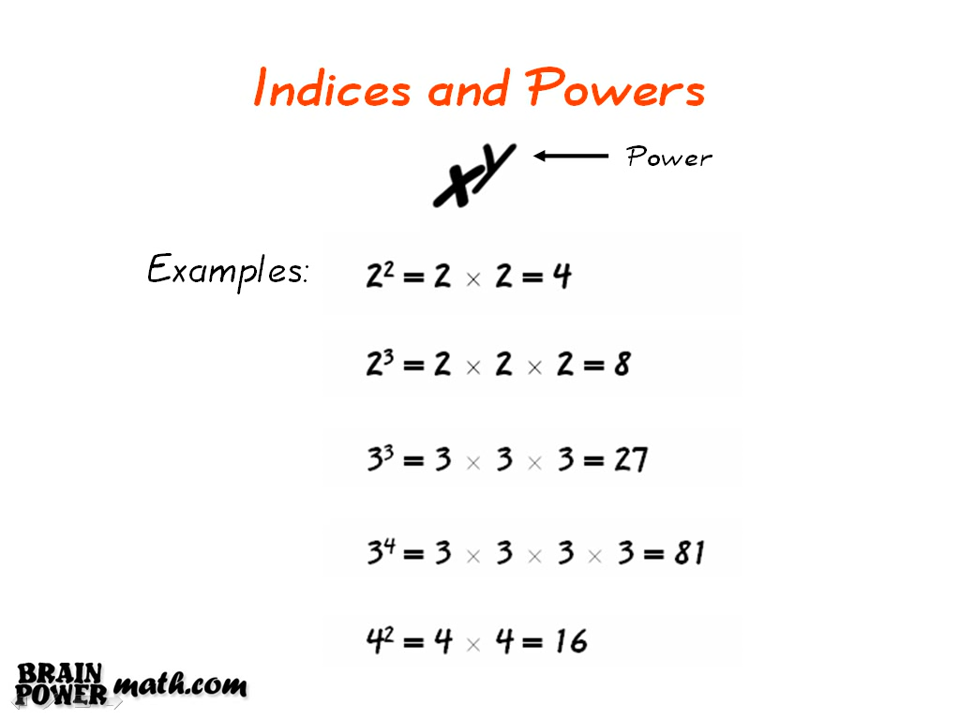 Indices and Powers
xʸ Power
Examples: 2² = 2 × 2 = 4
2³ = 2 × 2 × 2 = 8
3³ = 3 × 3 × 3 = 27
3⁴ = 3 × 3 × 3 × 3 = 81
4² = 4 × 4 = 16
BRAIN
POWER math.com